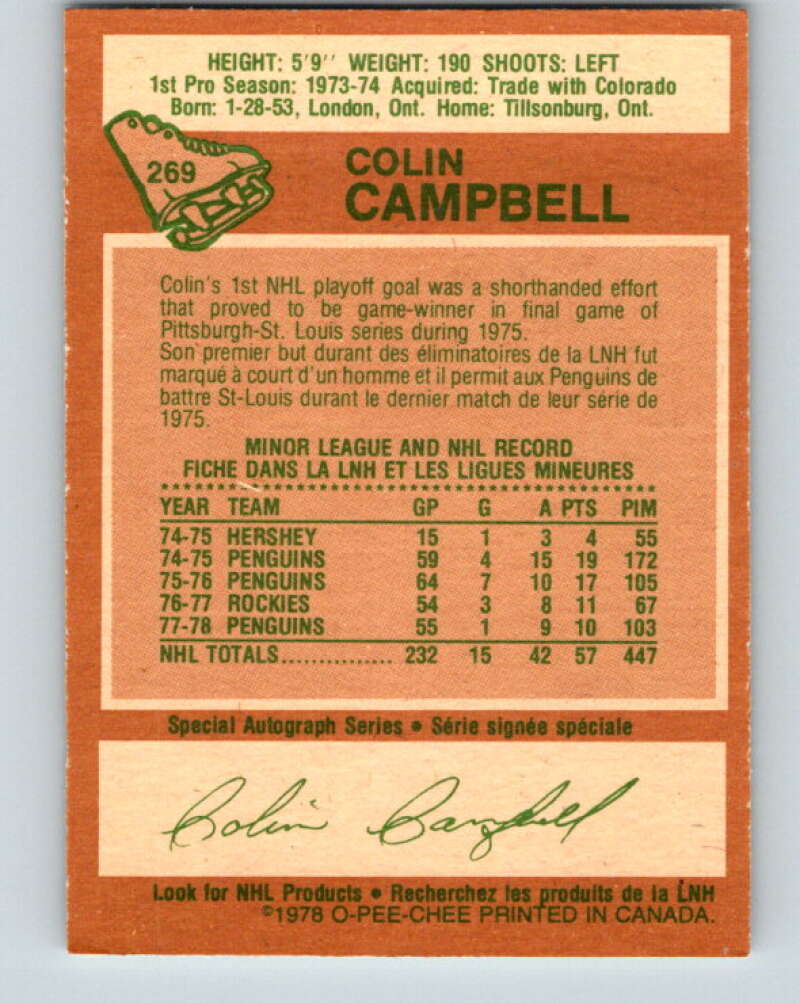 HEIGHT: 5'9'' WEIGHT: 190 SHOOTS: LEFT
1st Pro Season: 1973-74 Acquired: Trade with Colorado
Born: 1-28-53, London, Ont. Home: Tillsonburg, Ont.
269
COLIN
CAMPBELL
Colin's 1st NHL playoff goal was a shorthanded effort
that proved to be game-winner in final game of
Pittsburgh-St. Louis series during 1975.
Son premier but durant des éliminatoires de la LNH fut
marqué à court d'un homme et il permit aux Penguins de
battre St-Louis durant le dernier match de leur série de
1975.
MINOR LEAGUE AND NHL RECORD
FICHE DANS LA LNH ET LES LIGUES MINEURES
YEAR TEAM GP G A PTS PIM
74-75 HERSHEY 15 1 3 4 55
74-75 PENGUINS 59 4 15 19 172
75-76 PENGUINS 64 7 10 17 105
76-77 ROCKIES 54 3 8 11 67
77-78 PENGUINS 55 1 9 10 103
NHL TOTALS................ 232 15 42 57 447
Special Autograph Series • Série signée spéciale
Colin Campbell
Look for NHL Products • Recherchez les produits de la LNH
©1978 O-PEE-CHEE PRINTED IN CANADA.